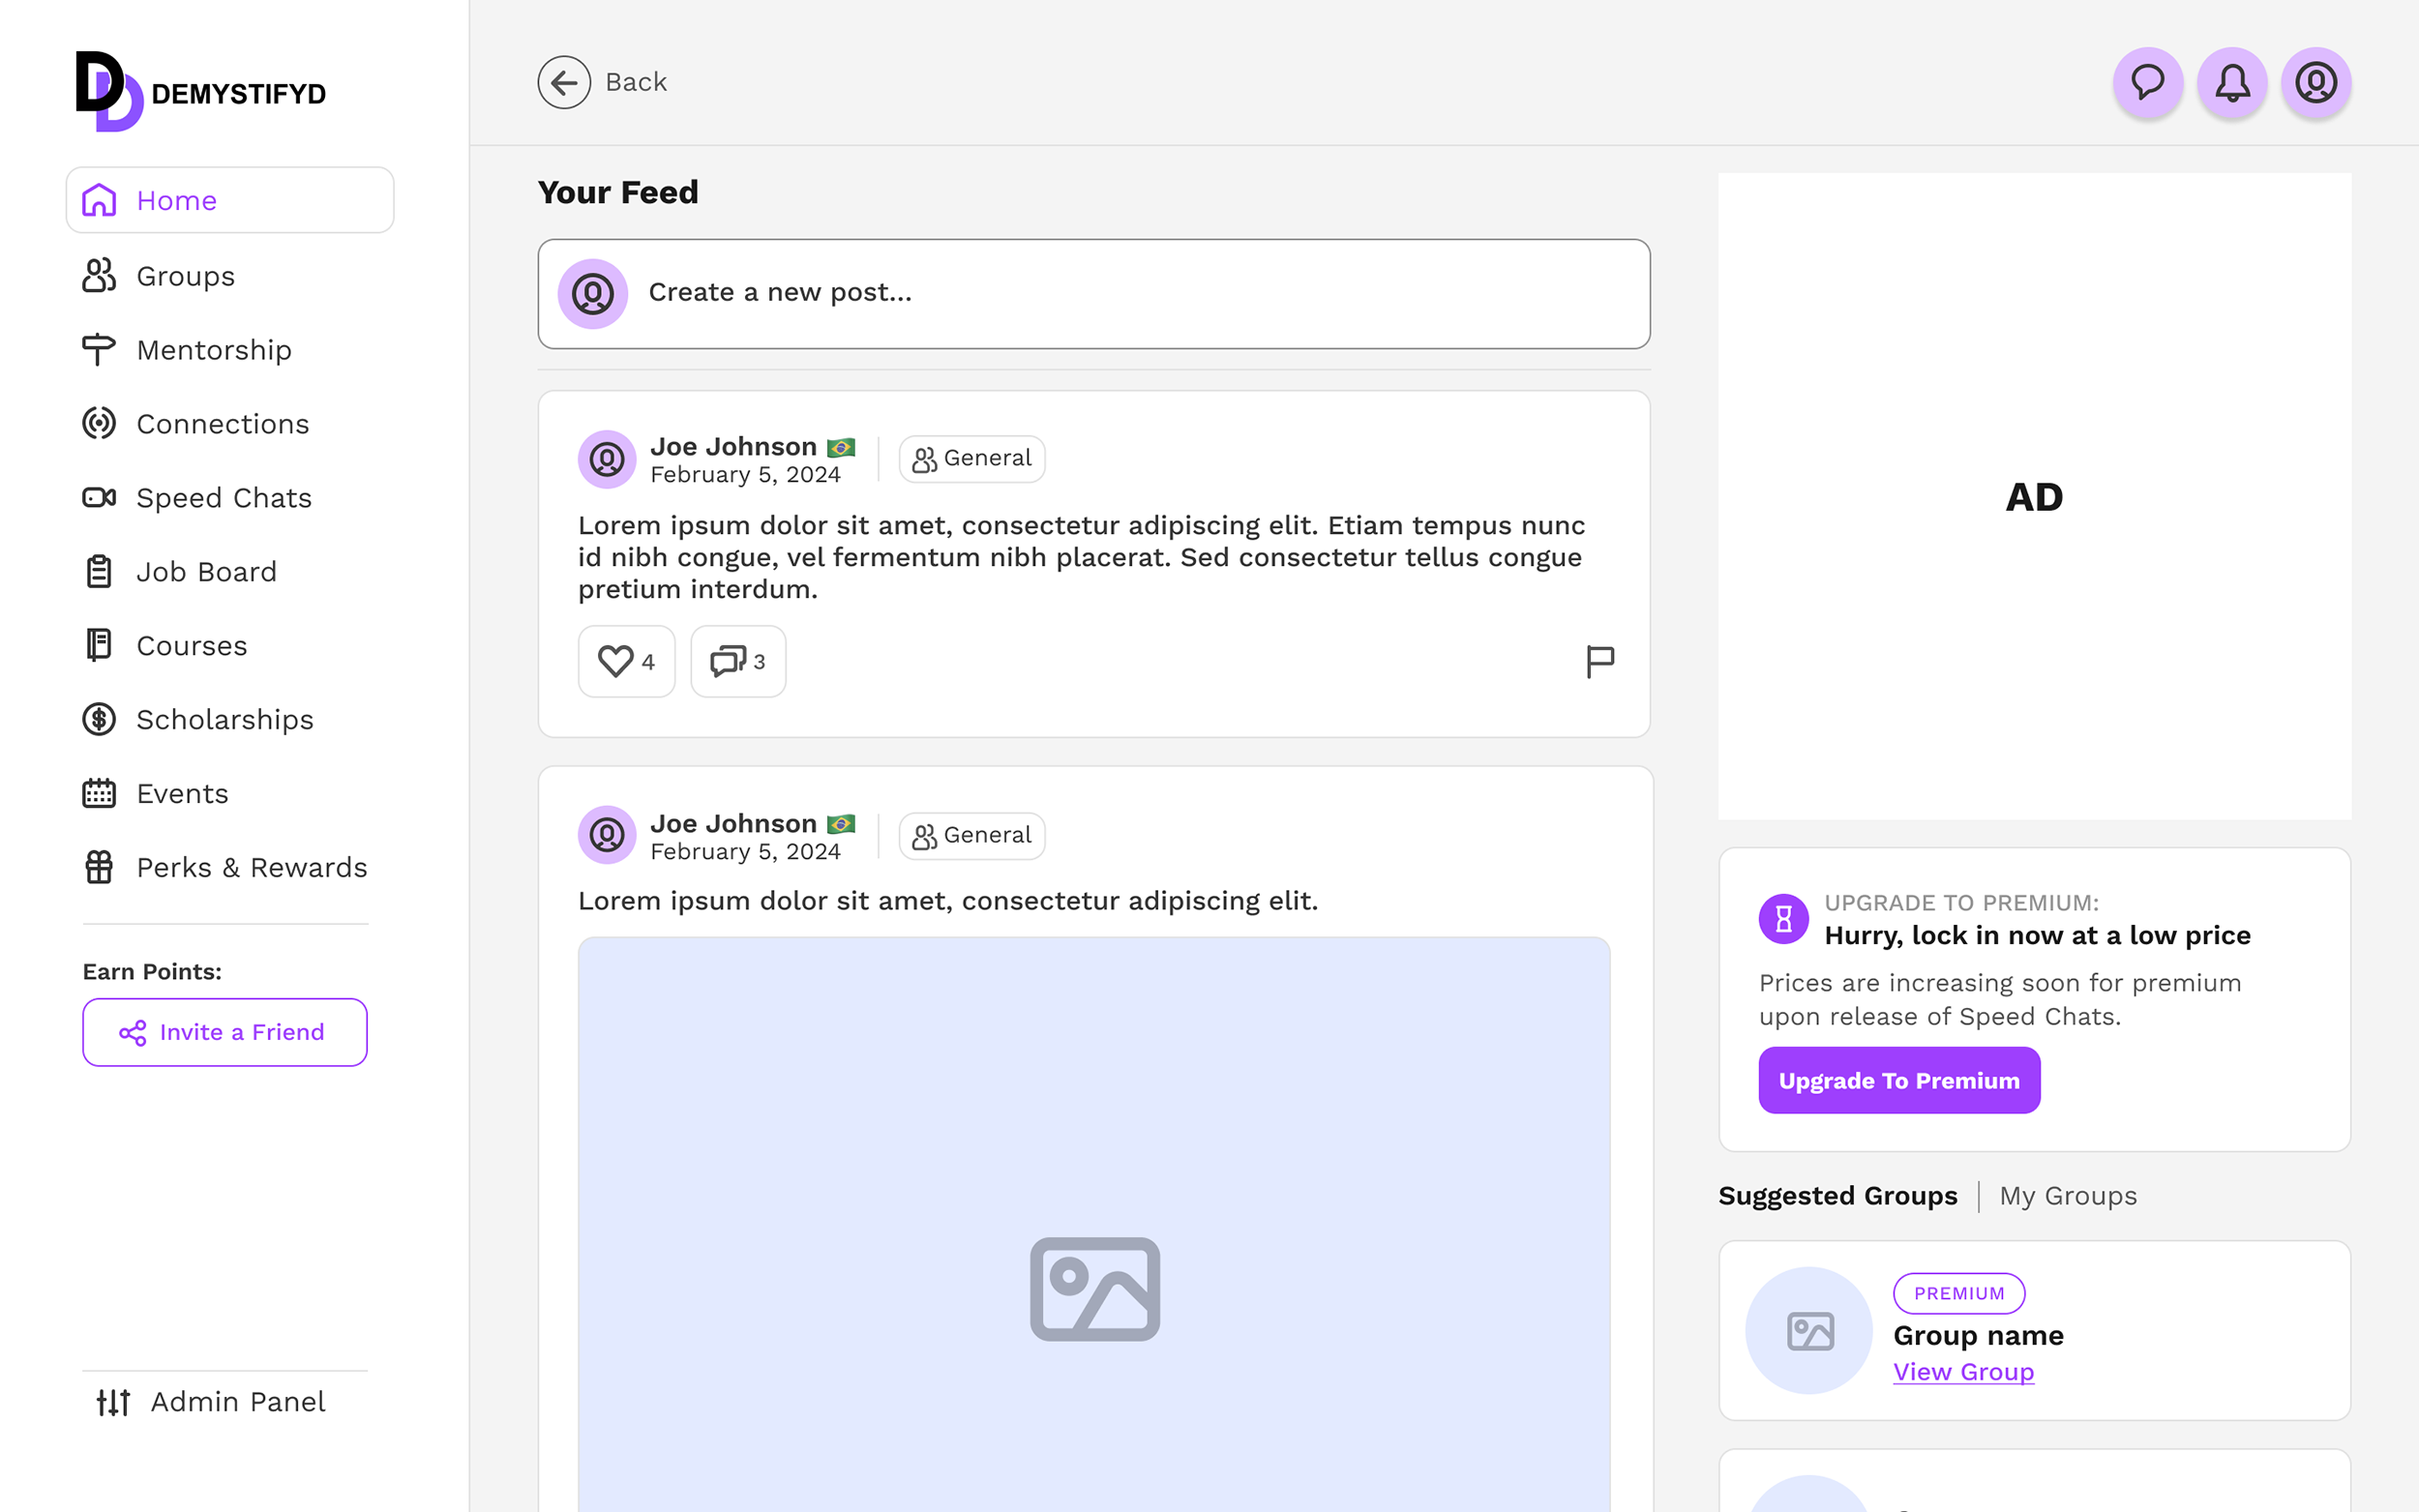 DEMYSTIFYD
Home
Groups
Mentorship
Connections
Speed Chats
Job Board
Courses
Scholarships
Events
Perks & Rewards
Earn Points:
Invite a Friend
Admin Panel
Back
Your Feed
Create a new post...
Joe Johnson
February 5, 2024
General
Lorem ipsum dolor sit amet, consectetur adipiscing elit. Etiam tempus nunc
id nibh congue, vel fermentum nibh placerat. Sed consectetur tellus congue
pretium interdum.
4
3
Joe Johnson
February 5, 2024
General
Lorem ipsum dolor sit amet, consectetur adipiscing elit.
AD
UPGRADE TO PREMIUM:
Hurry, lock in now at a low price
Prices are increasing soon for premium
upon release of Speed Chats.
Upgrade To Premium
Suggested Groups
My Groups
PREMIUM
Group name
View Group